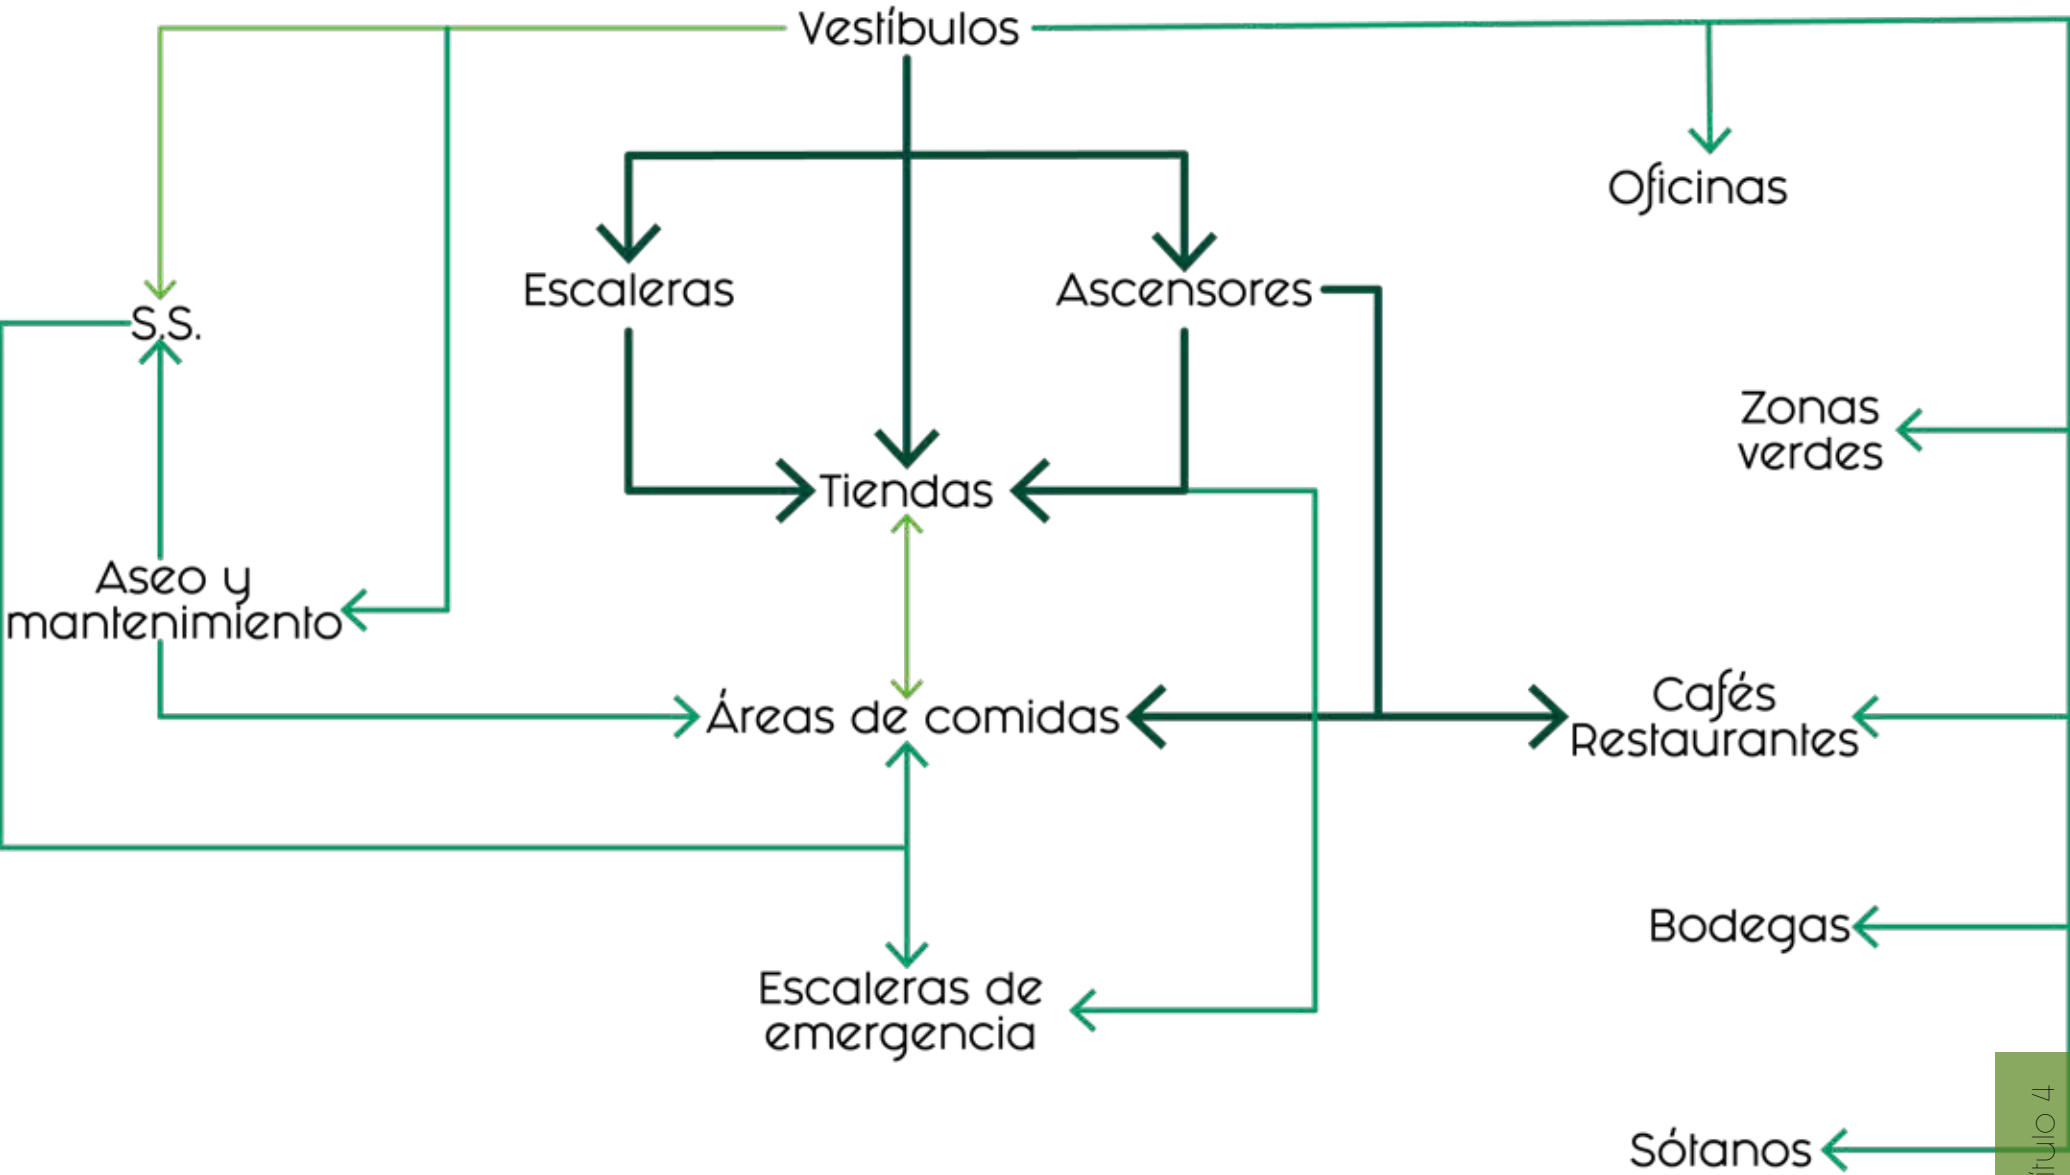 Vestíbulos
Oficinas
Escaleras
Ascensores
S.S.
Zonas
verdes
Tiendas
Aseo y
mantenimiento
Áreas de comidas
Cafés
Restaurantes
Bodegas
Escaleras de
emergencia
Sótanos
4